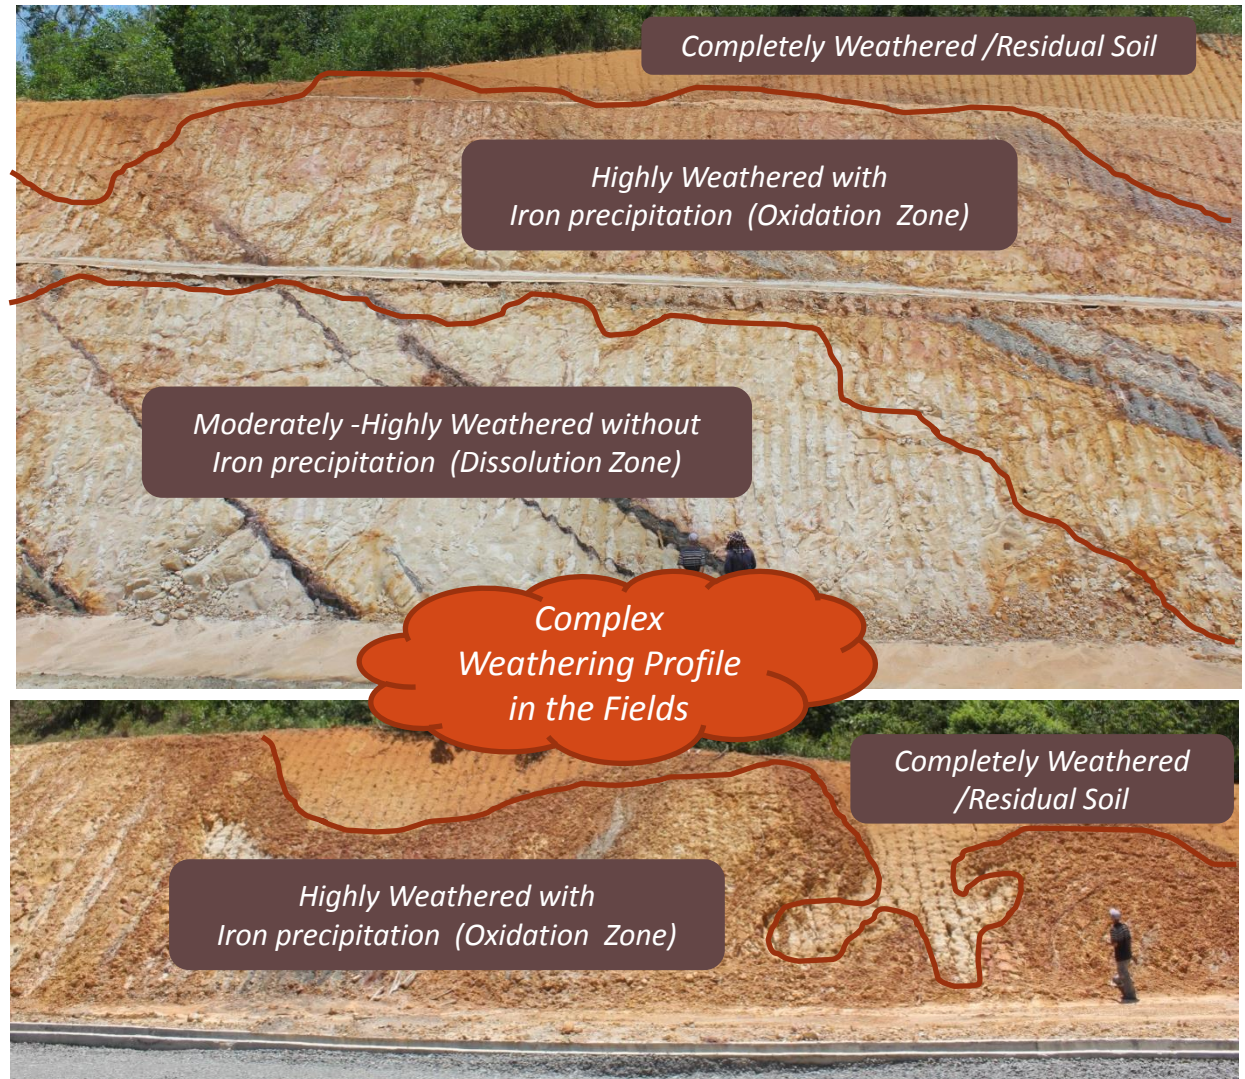 Completely Weathered /Residual Soil
Highly Weathered with
Iron precipitation (Oxidation Zone)
Moderately -Highly Weathered without
Iron precipitation (Dissolution Zone)
Complex
Weathering Profile
in the Fields
Completely Weathered
/Residual Soil
Highly Weathered with
Iron precipitation (Oxidation Zone)